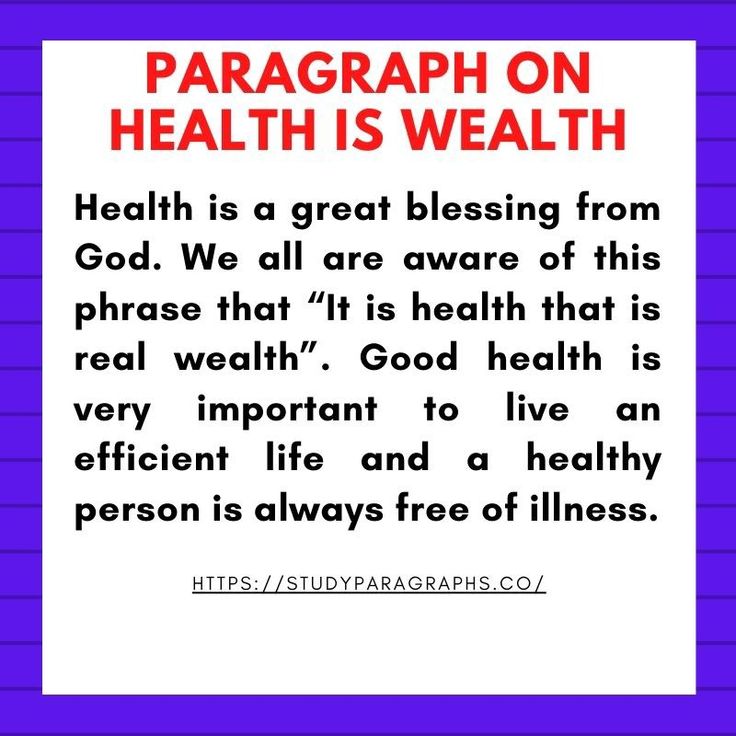 PARAGRAPH ON
HEALTH IS WEALTH
Health is a great blessing from
God. We all are aware of this
phrase that “It is health that is
real wealth”. Good health is
very important to live an
efficient life and a healthy
person is always free of illness.
HTTPS://STUDYPARAGRAPHS.CO/